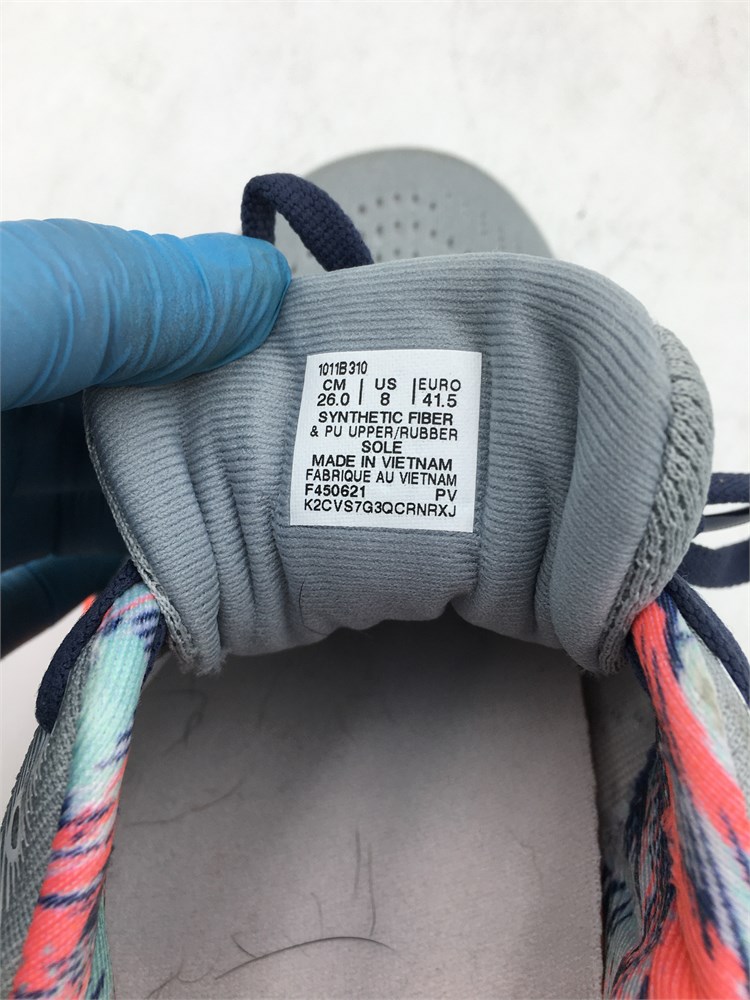 1011B310
CM | US | EURO
26.0 | 8 | 41.5
SYNTHETIC FIBER
& PU UPPER/RUBBER
SOLE
MADE IN VIETNAM
FABRIQUE AU VIETNAM
F450621 PV
K2CVS7G3QCRNRXJ